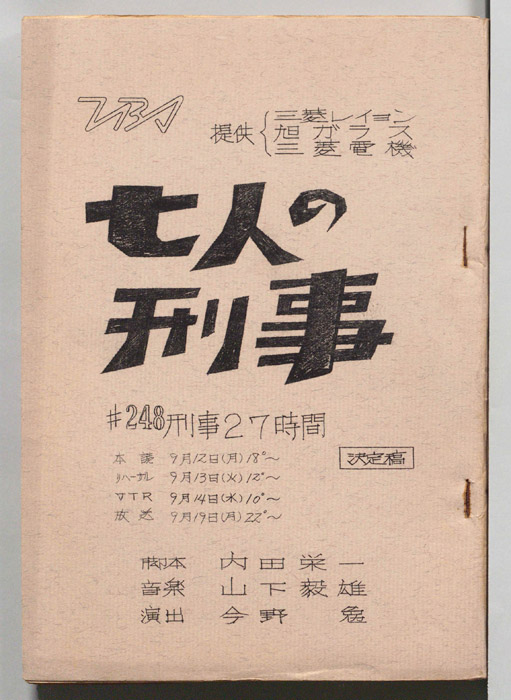 TBS
提供 三菱レイヨン
旭ガラス
三菱電機
七人の
刑事
#248 刑事27時間
決定稿
本読 9月12日(月)18°〜
リハーサル 9月13日(火)12°〜
VTR 9月14日(水)10°〜
放送 9月19日(月)22°〜
脚本 内田栄一
音楽 山下毅雄
演出 今野勉